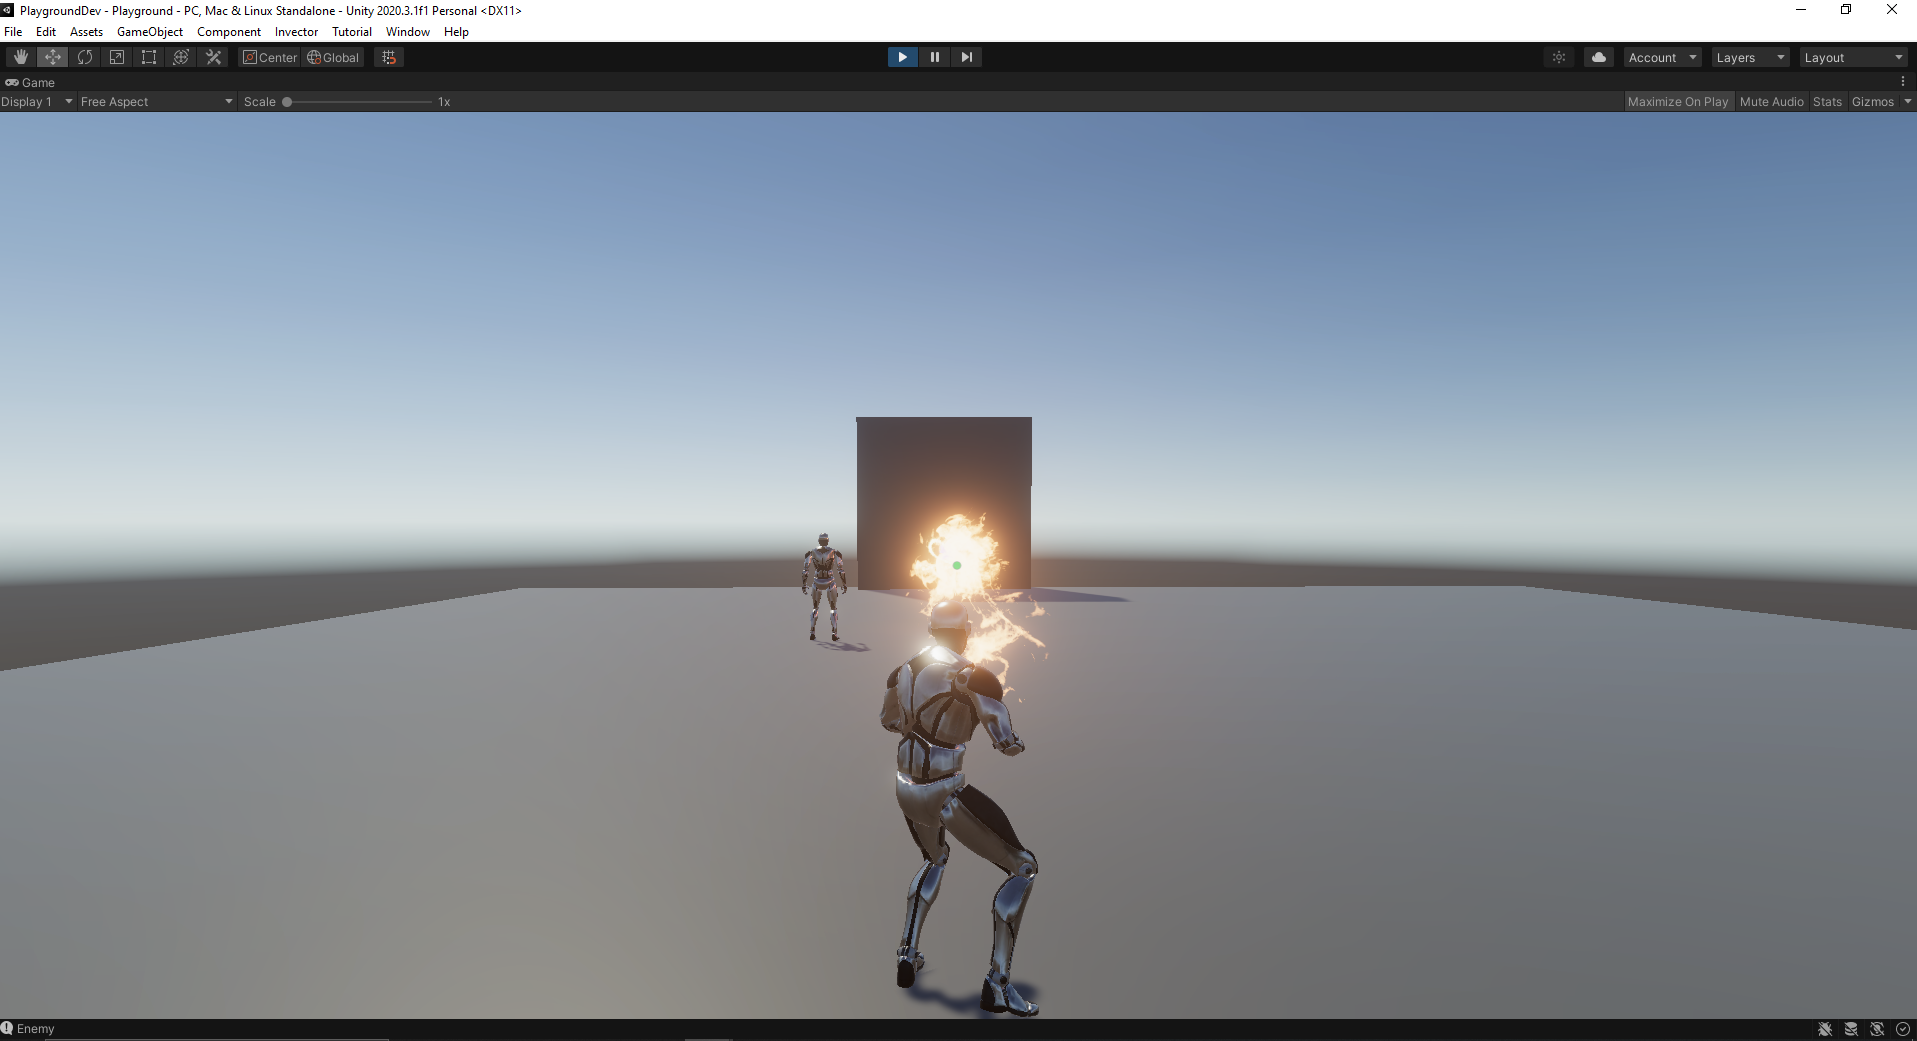 PlaygroundDev - Playground - PC, Mac & Linux Standalone - Unity 2020.3.1f1 Personal <DX11>
File Edit Assets GameObject Component Invector Tutorial Window Help
Center Global Account Layers Layout
Game
Display 1 Free Aspect Scale 1x Maximize On Play Mute Audio Stats Gizmos
Enemy